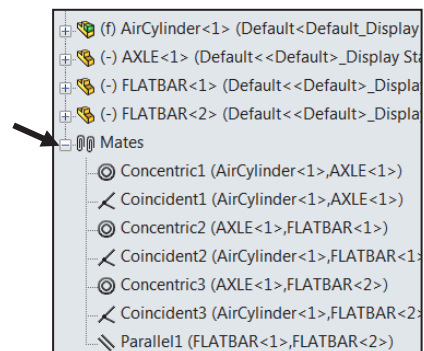 (f) AirCylinder<1> (Default<Default_Display
(-) AXLE<1> (Default<<Default>_Display Sta
(-) FLATBAR<1> (Default<<Default>_Displa
(-) FLATBAR<2> (Default<<Default>_Displa
Mates
Concentric1 (AirCylinder<1>,AXLE<1>)
Coincident1 (AirCylinder<1>,AXLE<1>)
Concentric2 (AXLE<1>,FLATBAR<1>)
Coincident2 (AirCylinder<1>,FLATBAR<1>
Concentric3 (AXLE<1>,FLATBAR<2>)
Coincident3 (AirCylinder<1>,FLATBAR<2>
Parallel1 (FLATBAR<1>,FLATBAR<2>)